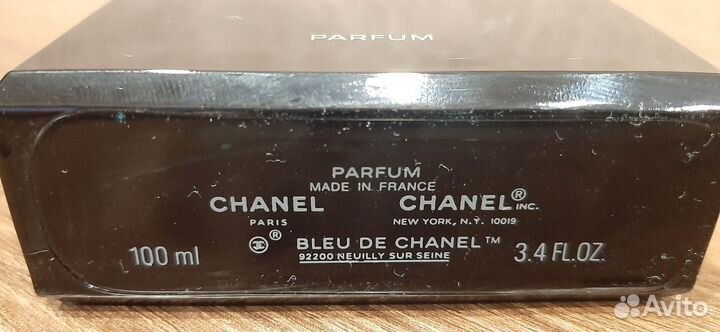 PARFUM
PARFUM
MADE IN FRANCE
CHANEL CHANEL® INC.
PARIS NEW YORK, N.Y. 10019
100 ml ® BLEU DE CHANEL™ 3.4 FL.OZ.
92200 NEUILLY SUR SEINE
Avito